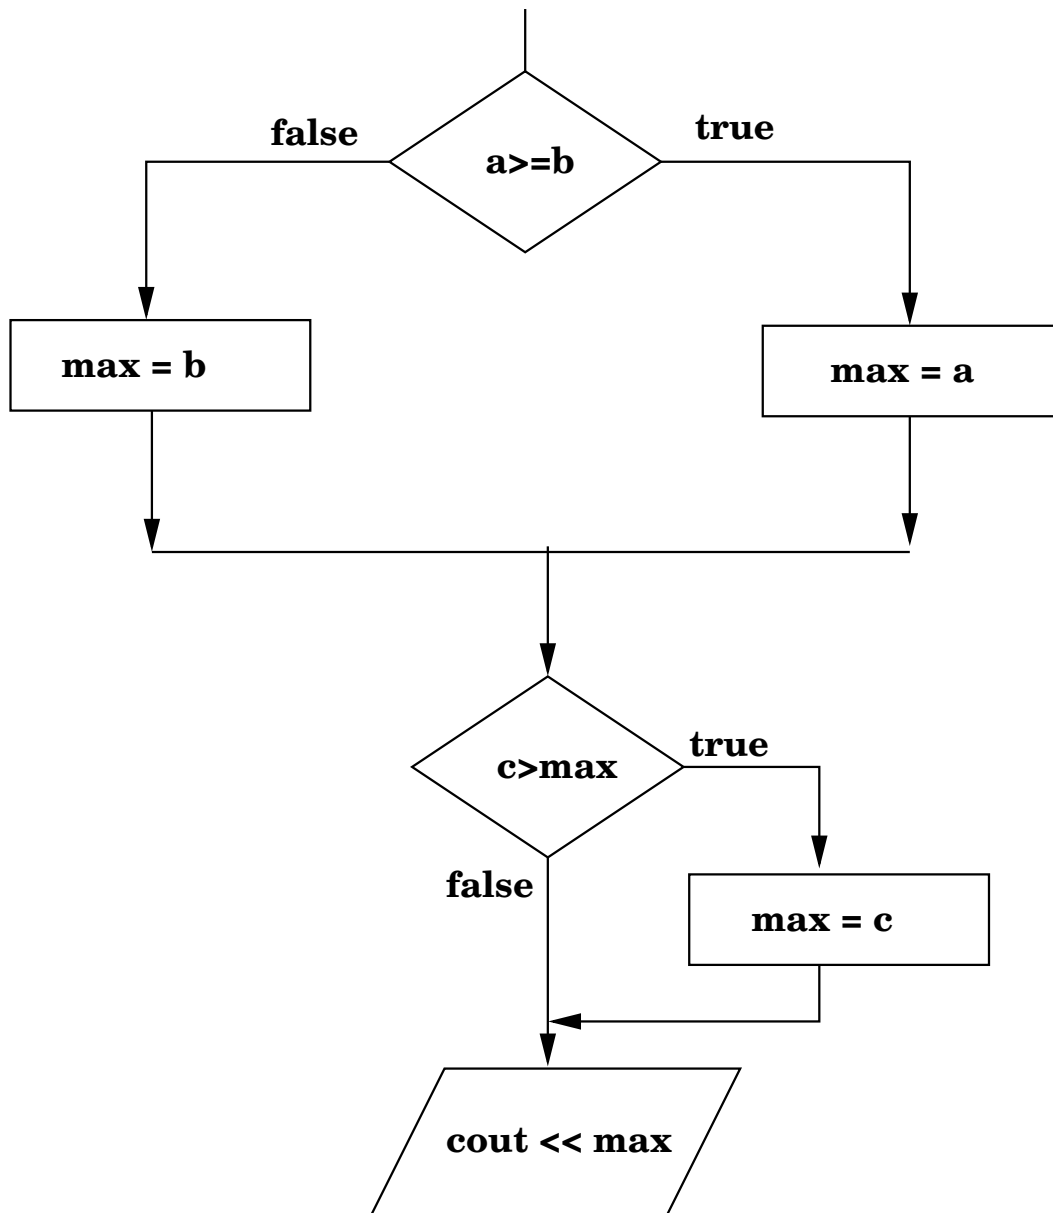 false
true
a>=b
max = b
max = a
true
c>max
false
max = c
cout << max